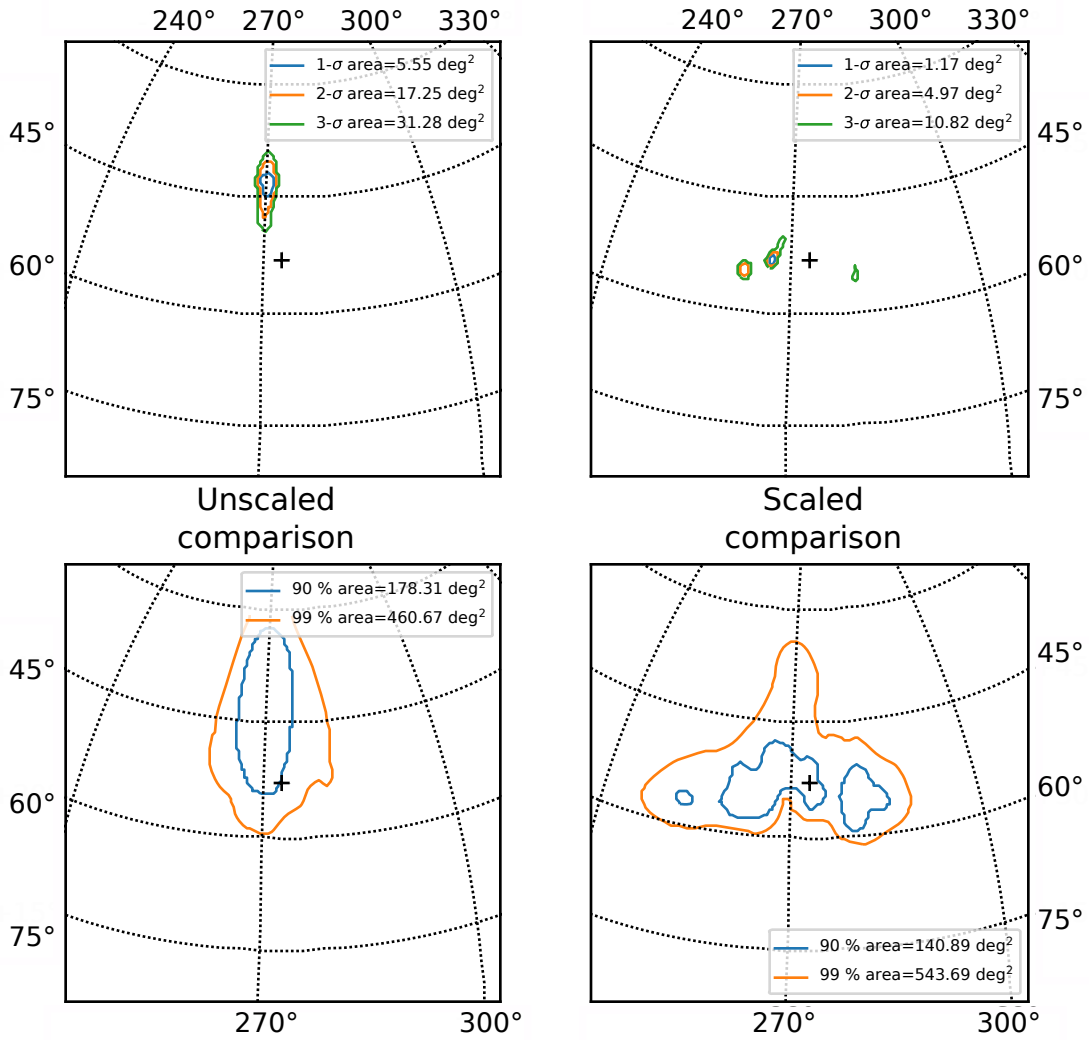 240° 270° 300° 330°
240° 270° 300° 330°
1-σ area=5.55 deg²
2-σ area=17.25 deg²
3-σ area=31.28 deg²
1-σ area=1.17 deg²
2-σ area=4.97 deg²
3-σ area=10.82 deg²
45°
60°
75°
45°
60°
75°
Unscaled
comparison
Scaled
comparison
90 % area=178.31 deg²
99 % area=460.67 deg²
45°
60°
75°
45°
60°
75°
90 % area=140.89 deg²
99 % area=543.69 deg²
270° 300°
270° 300°